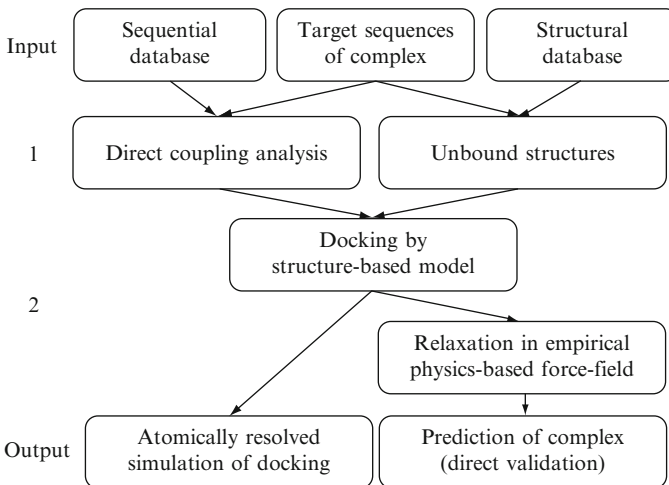 Input
Sequential
database
Target sequences
of complex
Structural
database
1
Direct coupling analysis
Unbound structures
Docking by
structure-based model
2
Relaxation in empirical
physics-based force-field
Output
Atomically resolved
simulation of docking
Prediction of complex
(direct validation)